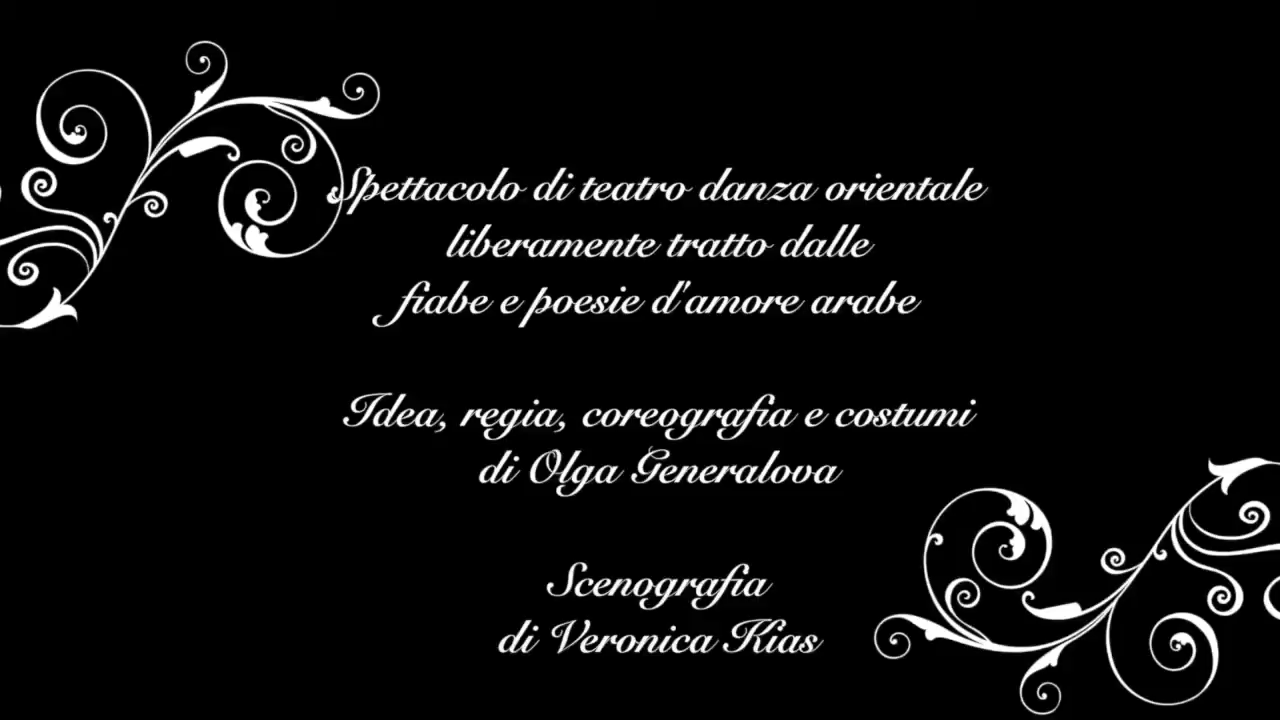 Spettacolo di teatro danza orientale
liberamente tratto dalle
fiabe e poesie d'amore arabe
Idea, regia, coreografia e costumi
di Olga Generalova
Scenografia
di Veronica Kias